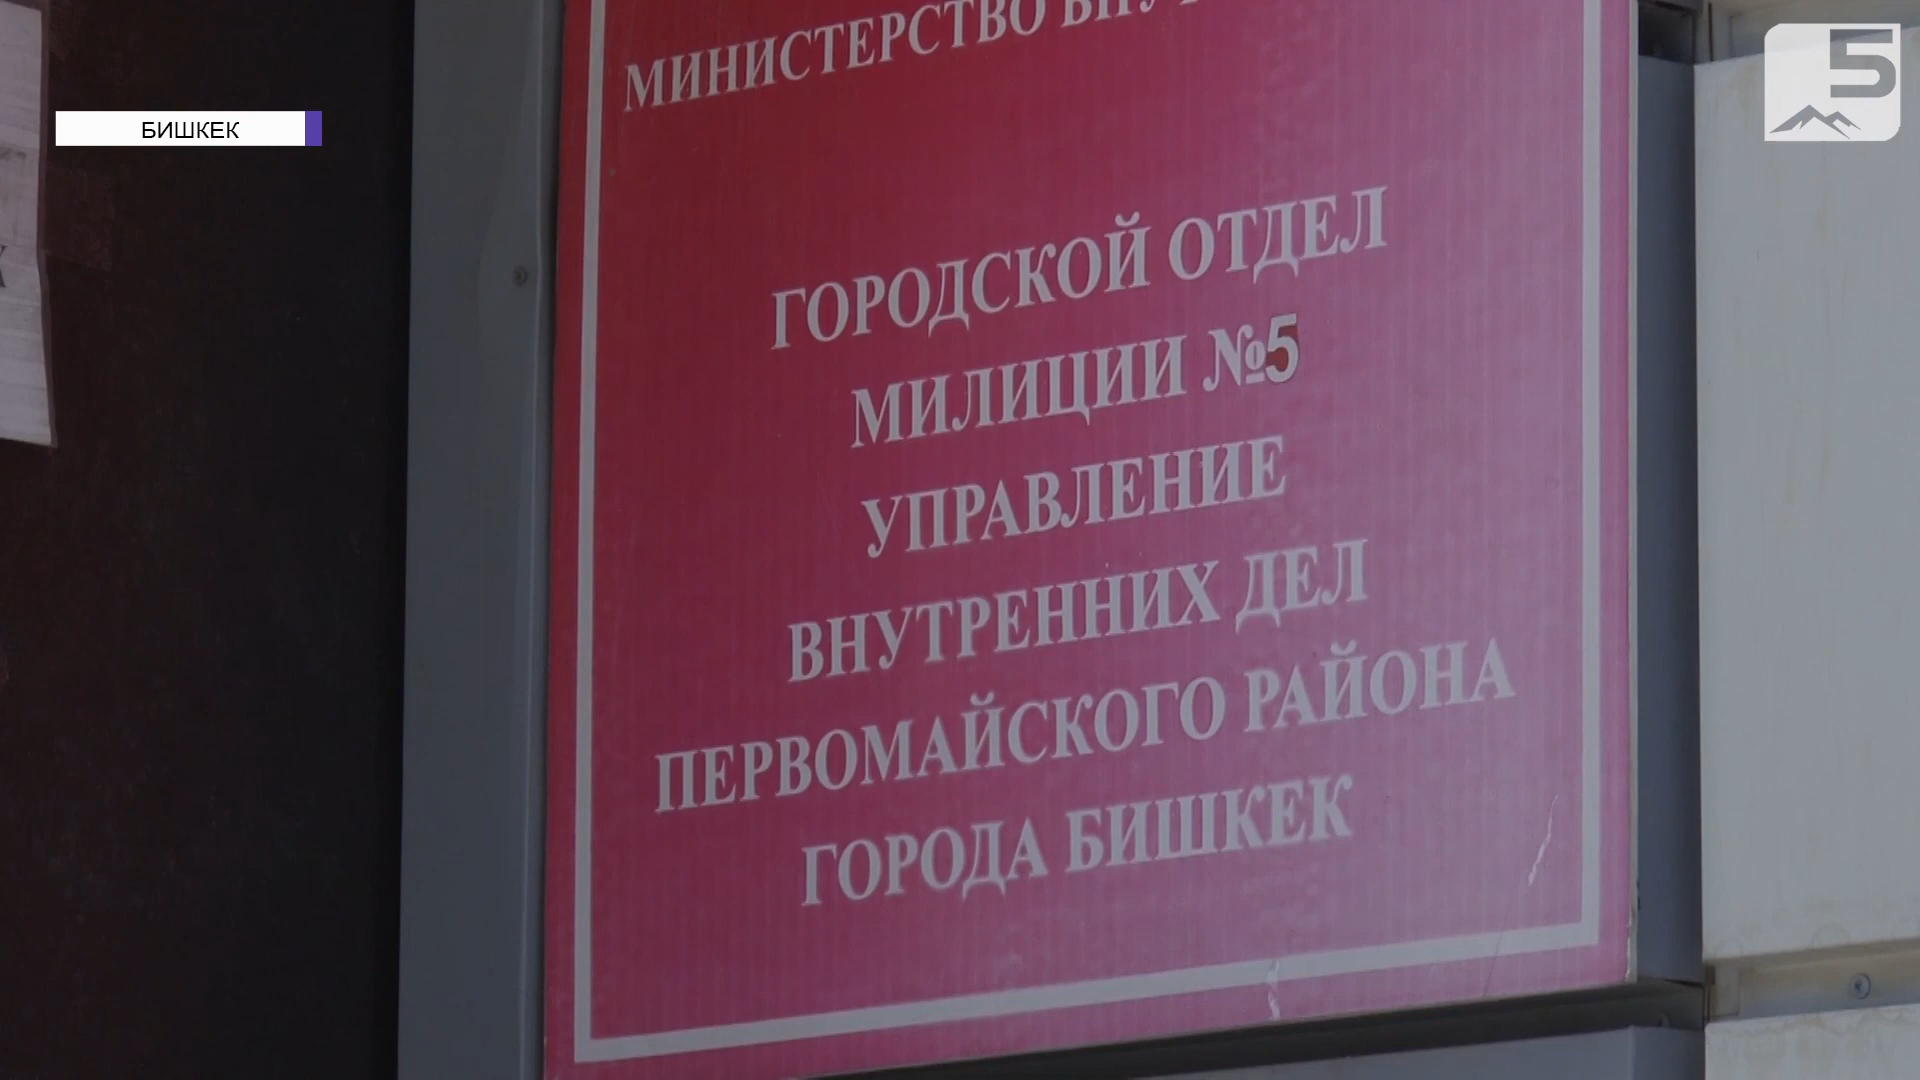 МИНИСТЕРСТВО
БИШКЕК
5
ГОРОДСКОЙ ОТДЕЛ
МИЛИЦИИ №5
УПРАВЛЕНИЕ
ВНУТРЕННИХ ДЕЛ
ПЕРВОМАЙСКОГО РАЙОНА
ГОРОДА БИШКЕК